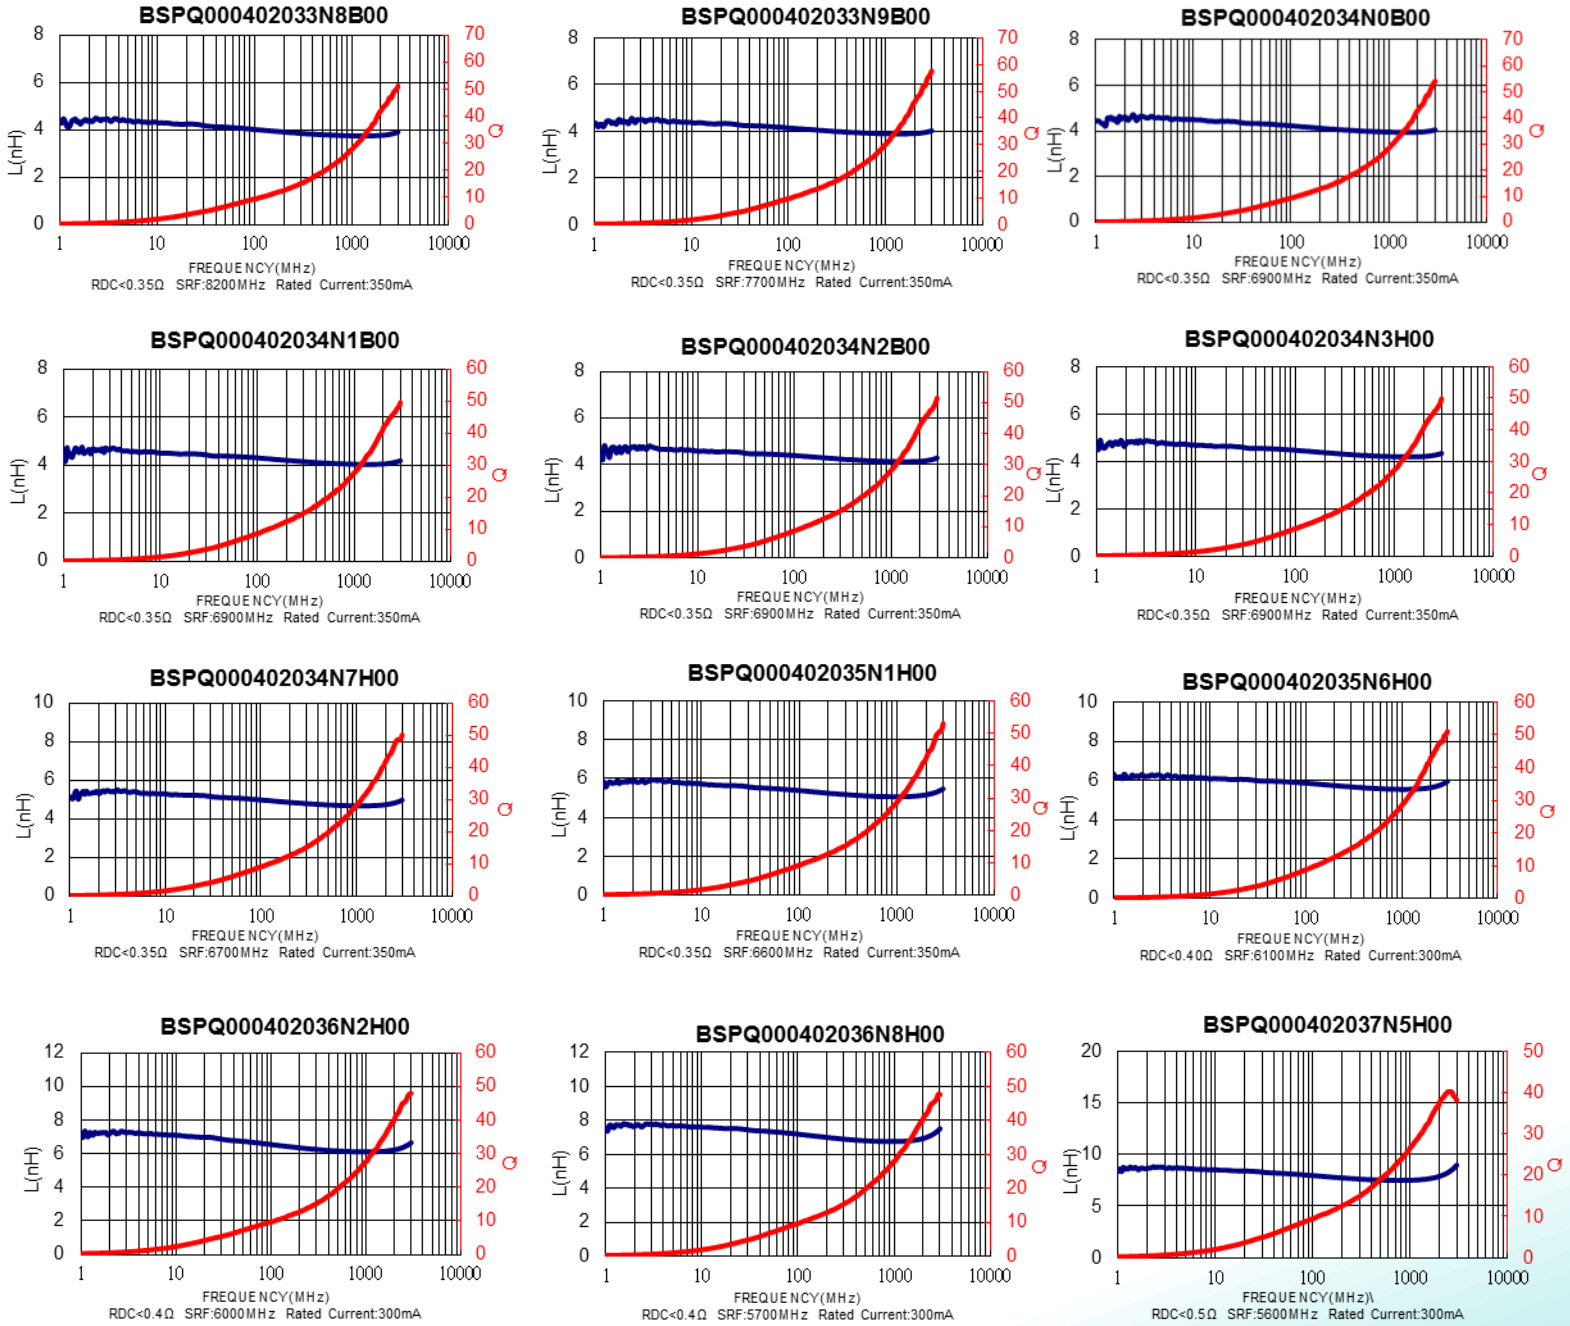 BSPQ000402033N8B00
8
6
4
2
0
L(nH)
70
60
50
40
30
20
10
0
Q
1 10 100 1000 10000
FREQUENCY(MHz)
RDC<0.35Ω SRF:8200MHz Rated Current:350mA
BSPQ000402033N9B00
8
6
4
2
0
L(nH)
70
60
50
40
30
20
10
0
Q
1 10 100 1000 10000
FREQUENCY(MHz)
RDC<0.35Ω SRF:7700MHz Rated Current:350mA
BSPQ000402034N0B00
8
6
4
2
0
L(nH)
70
60
50
40
30
20
10
0
Q
1 10 100 1000 10000
FREQUENCY(MHz)
RDC<0.35Ω SRF:6900MHz Rated Current:350mA
BSPQ000402034N1B00
8
6
4
2
0
L(nH)
60
50
40
30
20
10
0
Q
1 10 100 1000 10000
FREQUENCY(MHz)
RDC<0.35Ω SRF:6900MHz Rated Current:350mA
BSPQ000402034N2B00
8
6
4
2
0
L(nH)
60
50
40
30
20
10
0
Q
1 10 100 1000 10000
FREQUENCY(MHz)
RDC<0.35Ω SRF:6900MHz Rated Current:350mA
BSPQ000402034N3H00
8
6
4
2
0
L(nH)
60
50
40
30
20
10
0
Q
1 10 100 1000 10000
FREQUENCY(MHz)
RDC<0.35Ω SRF:6900MHz Rated Current:350mA
BSPQ000402034N7H00
10
8
6
4
2
0
L(nH)
60
50
40
30
20
10
0
Q
1 10 100 1000 10000
FREQUENCY(MHz)
RDC<0.35Ω SRF:6700MHz Rated Current:350mA
BSPQ000402035N1H00
10
8
6
4
2
0
L(nH)
60
50
40
30
20
10
0
Q
1 10 100 1000 10000
FREQUENCY(MHz)
RDC<0.35Ω SRF:6600MHz Rated Current:350mA
BSPQ000402035N6H00
10
8
6
4
2
0
L(nH)
60
50
40
30
20
10
0
Q
1 10 100 1000 10000
FREQUENCY(MHz)
RDC<0.40Ω SRF:6100MHz Rated Current:300mA
BSPQ000402036N2H00
12
10
8
6
4
2
0
L(nH)
60
50
40
30
20
10
0
Q
1 10 100 1000 10000
FREQUENCY(MHz)
RDC<0.4Ω SRF:6000MHz Rated Current:300mA
BSPQ000402036N8H00
12
10
8
6
4
2
0
L(nH)
60
50
40
30
20
10
0
Q
1 10 100 1000 10000
FREQUENCY(MHz)
RDC<0.4Ω SRF:5700MHz Rated Current:300mA
BSPQ000402037N5H00
20
15
10
5
0
L(nH)
50
40
30
20
10
0
Q
1 10 100 1000 10000
FREQUENCY(MHz)\
RDC<0.5Ω SRF:5600MHz Rated Current:300mA